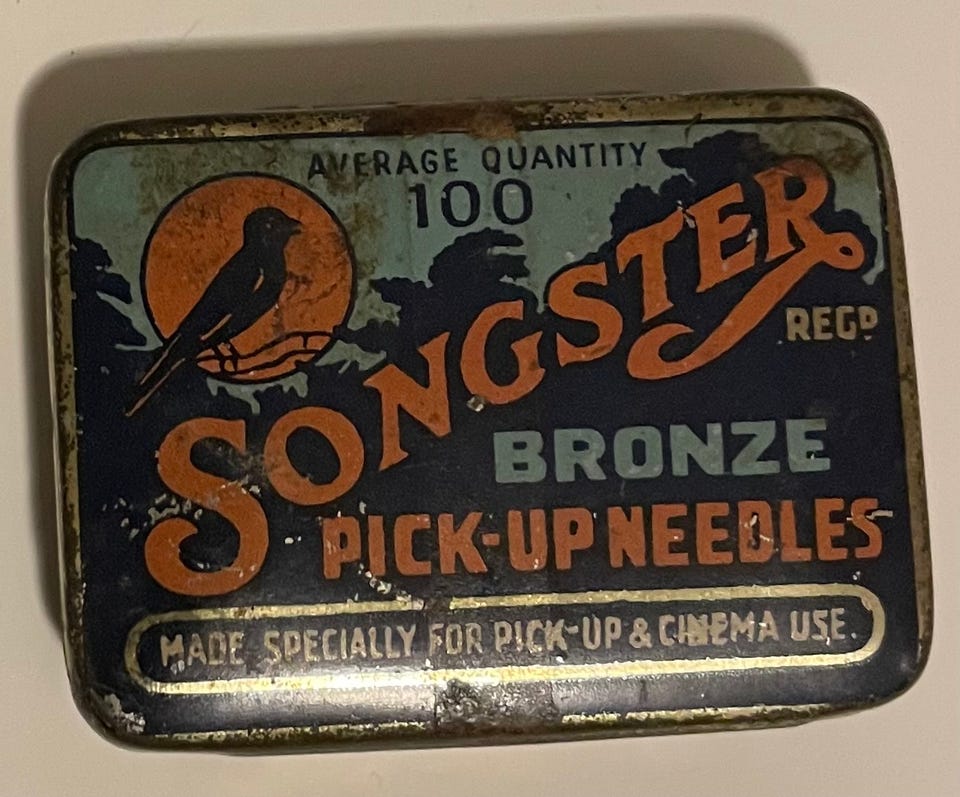 AVERAGE QUANTITY
100
SONGSTER
REGD
BRONZE
PICK-UP NEEDLES
MADE SPECIALLY FOR PICK-UP & CINEMA USE.